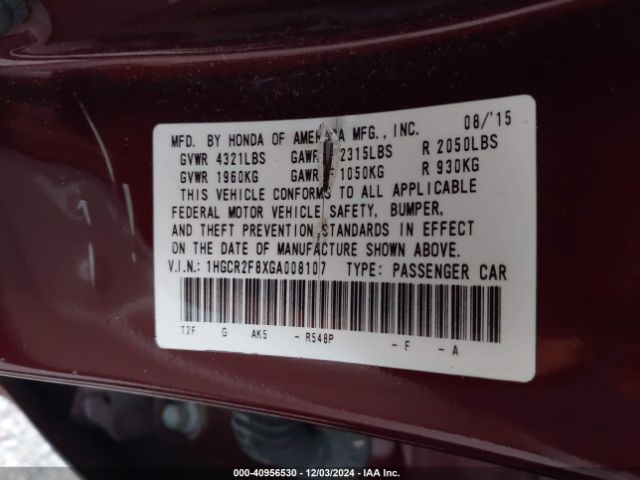 MFD. BY HONDA OF AMERICA MFG., INC. 08/'15
GVWR 4321LBS GAWR F 2315LBS R 2050LBS
GVWR 1960KG GAWR F 1050KG R 930KG
THIS VEHICLE CONFORMS TO ALL APPLICABLE
FEDERAL MOTOR VEHICLE SAFETY, BUMPER,
AND THEFT PREVENTION STANDARDS IN EFFECT
ON THE DATE OF MANUFACTURE SHOWN ABOVE.
V.I.N.: 1HGCR2F8XGA008107 TYPE: PASSENGER CAR
T2F G AK5 - R548P - F - A
000-40956530 - 12/03/2024 - IAA Inc.